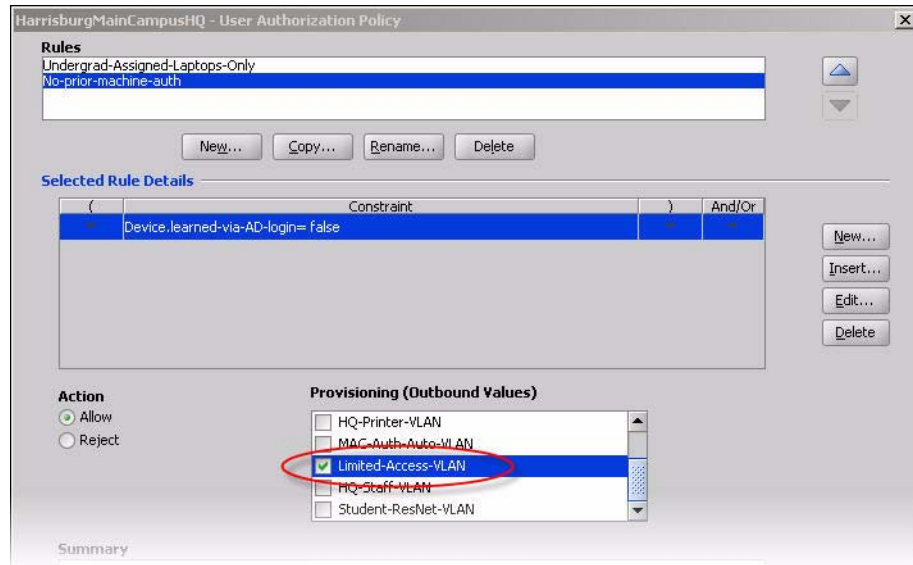 HarrisburgMainCampusHQ - User Authorization Policy
Rules
Undergrad-Assigned-Laptops-Only
No-prior-machine-auth
New...
Copy...
Rename...
Delete
Selected Rule Details
( Constraint ) And/Or
Device.learned-via-AD-login= false
New...
Insert...
Edit...
Delete
Action
Allow
Reject
Provisioning (Outbound Values)
HQ-Printer-VLAN
MAC-Auth-Auto-VLAN
Limited-Access-VLAN
HQ-Staff-VLAN
Student-ResNet-VLAN
Summary